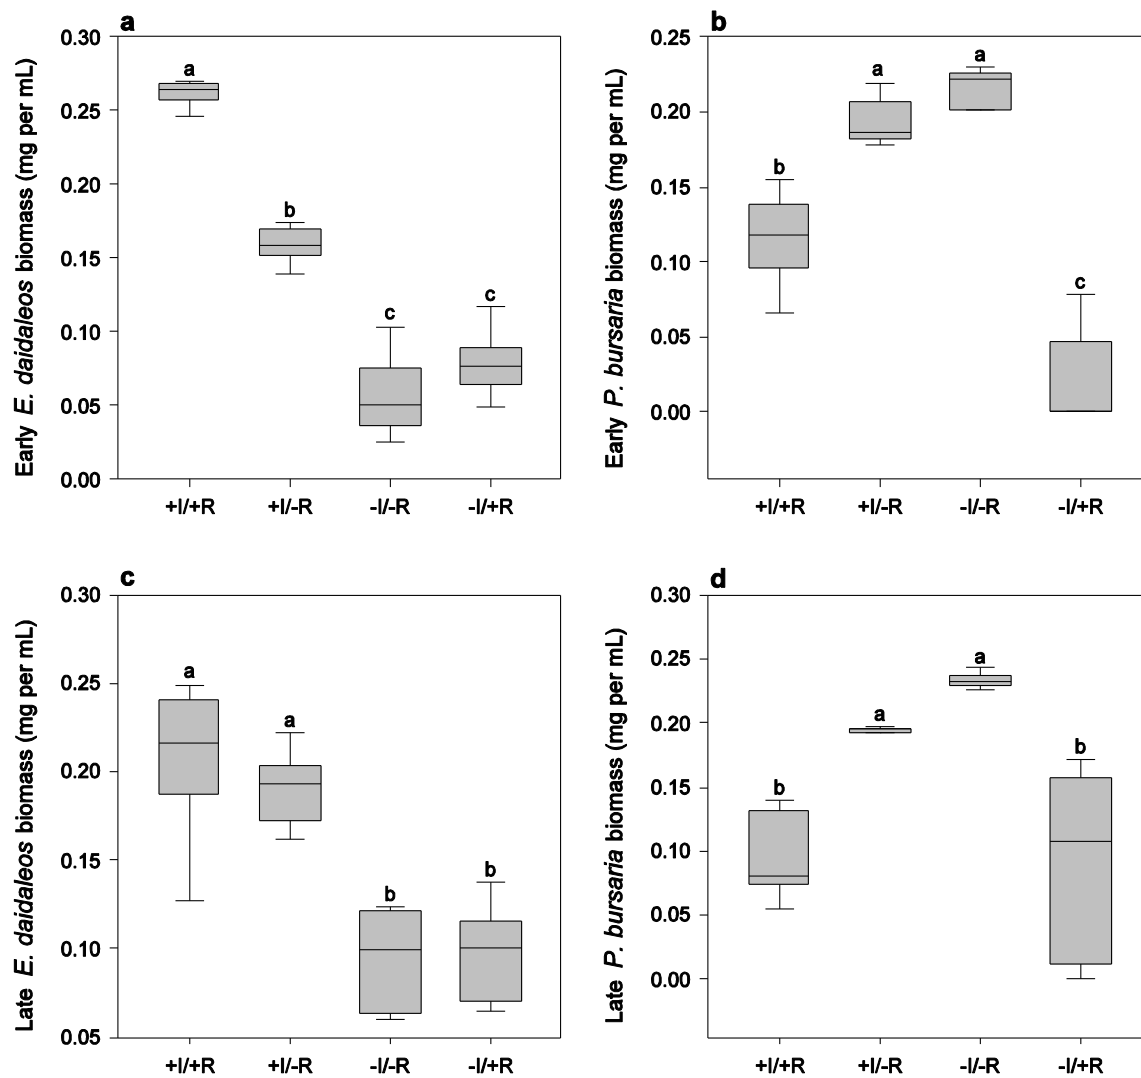 a
Early E. daidaleos biomass (mg per mL)
0.30
0.25
0.20
0.15
0.10
0.05
0.00
a
b
c
c
+I/+R
+I/-R
-I/-R
-I/+R
b
Early P. bursaria biomass (mg per mL)
0.25
0.20
0.15
0.10
0.05
0.00
b
a
a
c
+I/+R
+I/-R
-I/-R
-I/+R
c
Late E. daidaleos biomass (mg per mL)
0.30
0.25
0.20
0.15
0.10
0.05
a
a
b
b
+I/+R
+I/-R
-I/-R
-I/+R
d
Late P. bursaria biomass (mg per mL)
0.30
0.25
0.20
0.15
0.10
0.05
0.00
b
a
a
b
+I/+R
+I/-R
-I/-R
-I/+R